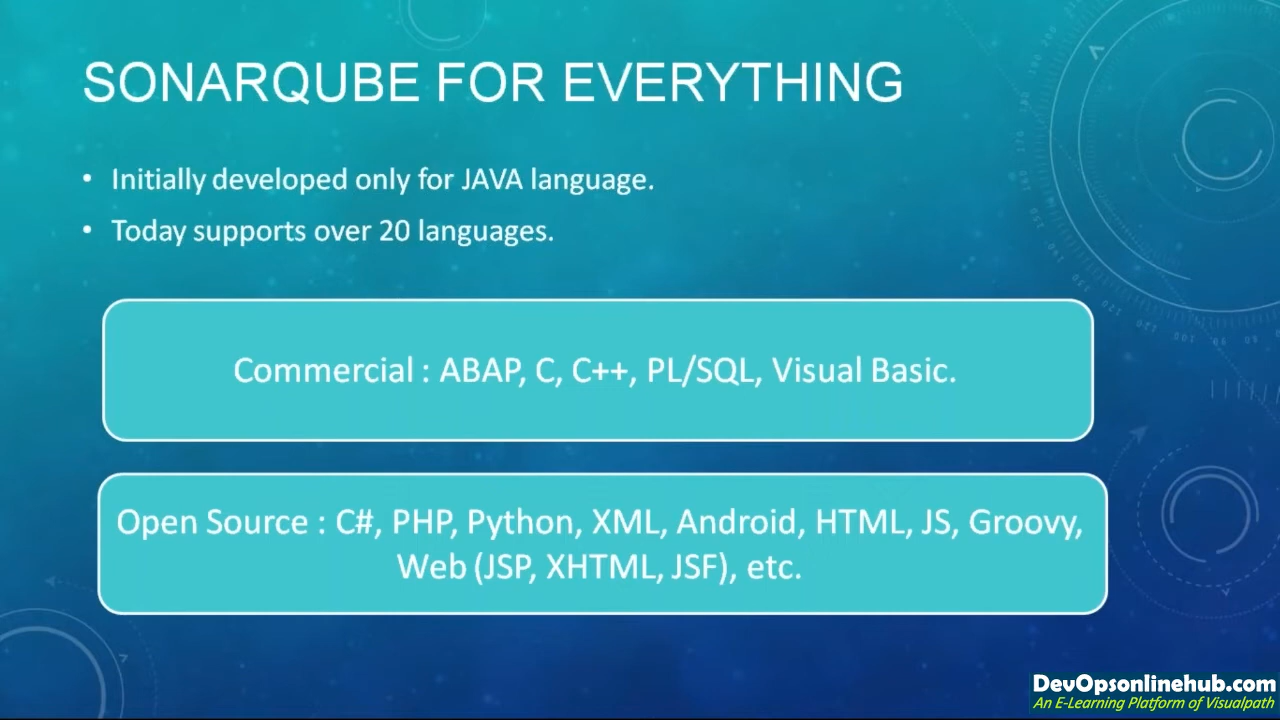 SONARQUBE FOR EVERYTHING
• Initially developed only for JAVA language.
• Today supports over 20 languages.
Commercial : ABAP, C, C++, PL/SQL, Visual Basic.
Open Source : C#, PHP, Python, XML, Android, HTML, JS, Groovy,
Web (JSP, XHTML, JSF), etc.
DevOpsonlinehub.com
An E-Learning Platform of Visualpath